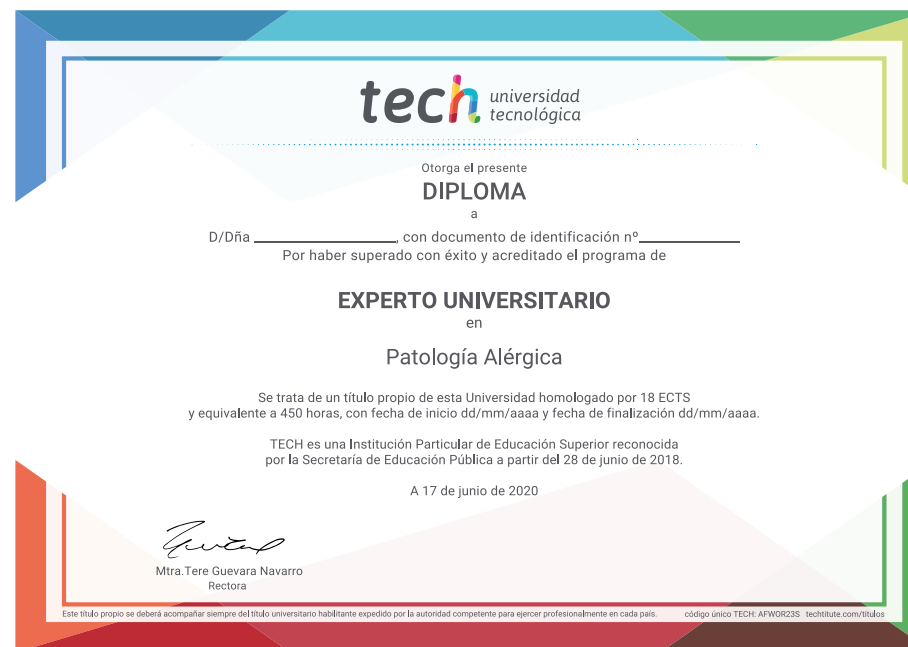 tech universidad
tecnológica
Otorga el presente
DIPLOMA
a
D/Dña ____________, con documento de identificación nº____________
Por haber superado con éxito y acreditado el programa de
EXPERTO UNIVERSITARIO
en
Patología Alérgica
Se trata de un título propio de esta Universidad homologado por 18 ECTS
y equivalente a 450 horas, con fecha de inicio dd/mm/aaaa y fecha de finalización dd/mm/aaaa.
TECH es una Institución Particular de Educación Superior reconocida
por la Secretaría de Educación Pública a partir del 28 de junio de 2018.
A 17 de junio de 2020
Mtra.Tere Guevara Navarro
Rectora
Este título propio se deberá acompañar siempre del título universitario habilitante expedido por la autoridad competente para ejercer profesionalmente en cada país. código único TECH: AFWOR23S techtitute.com/titulos